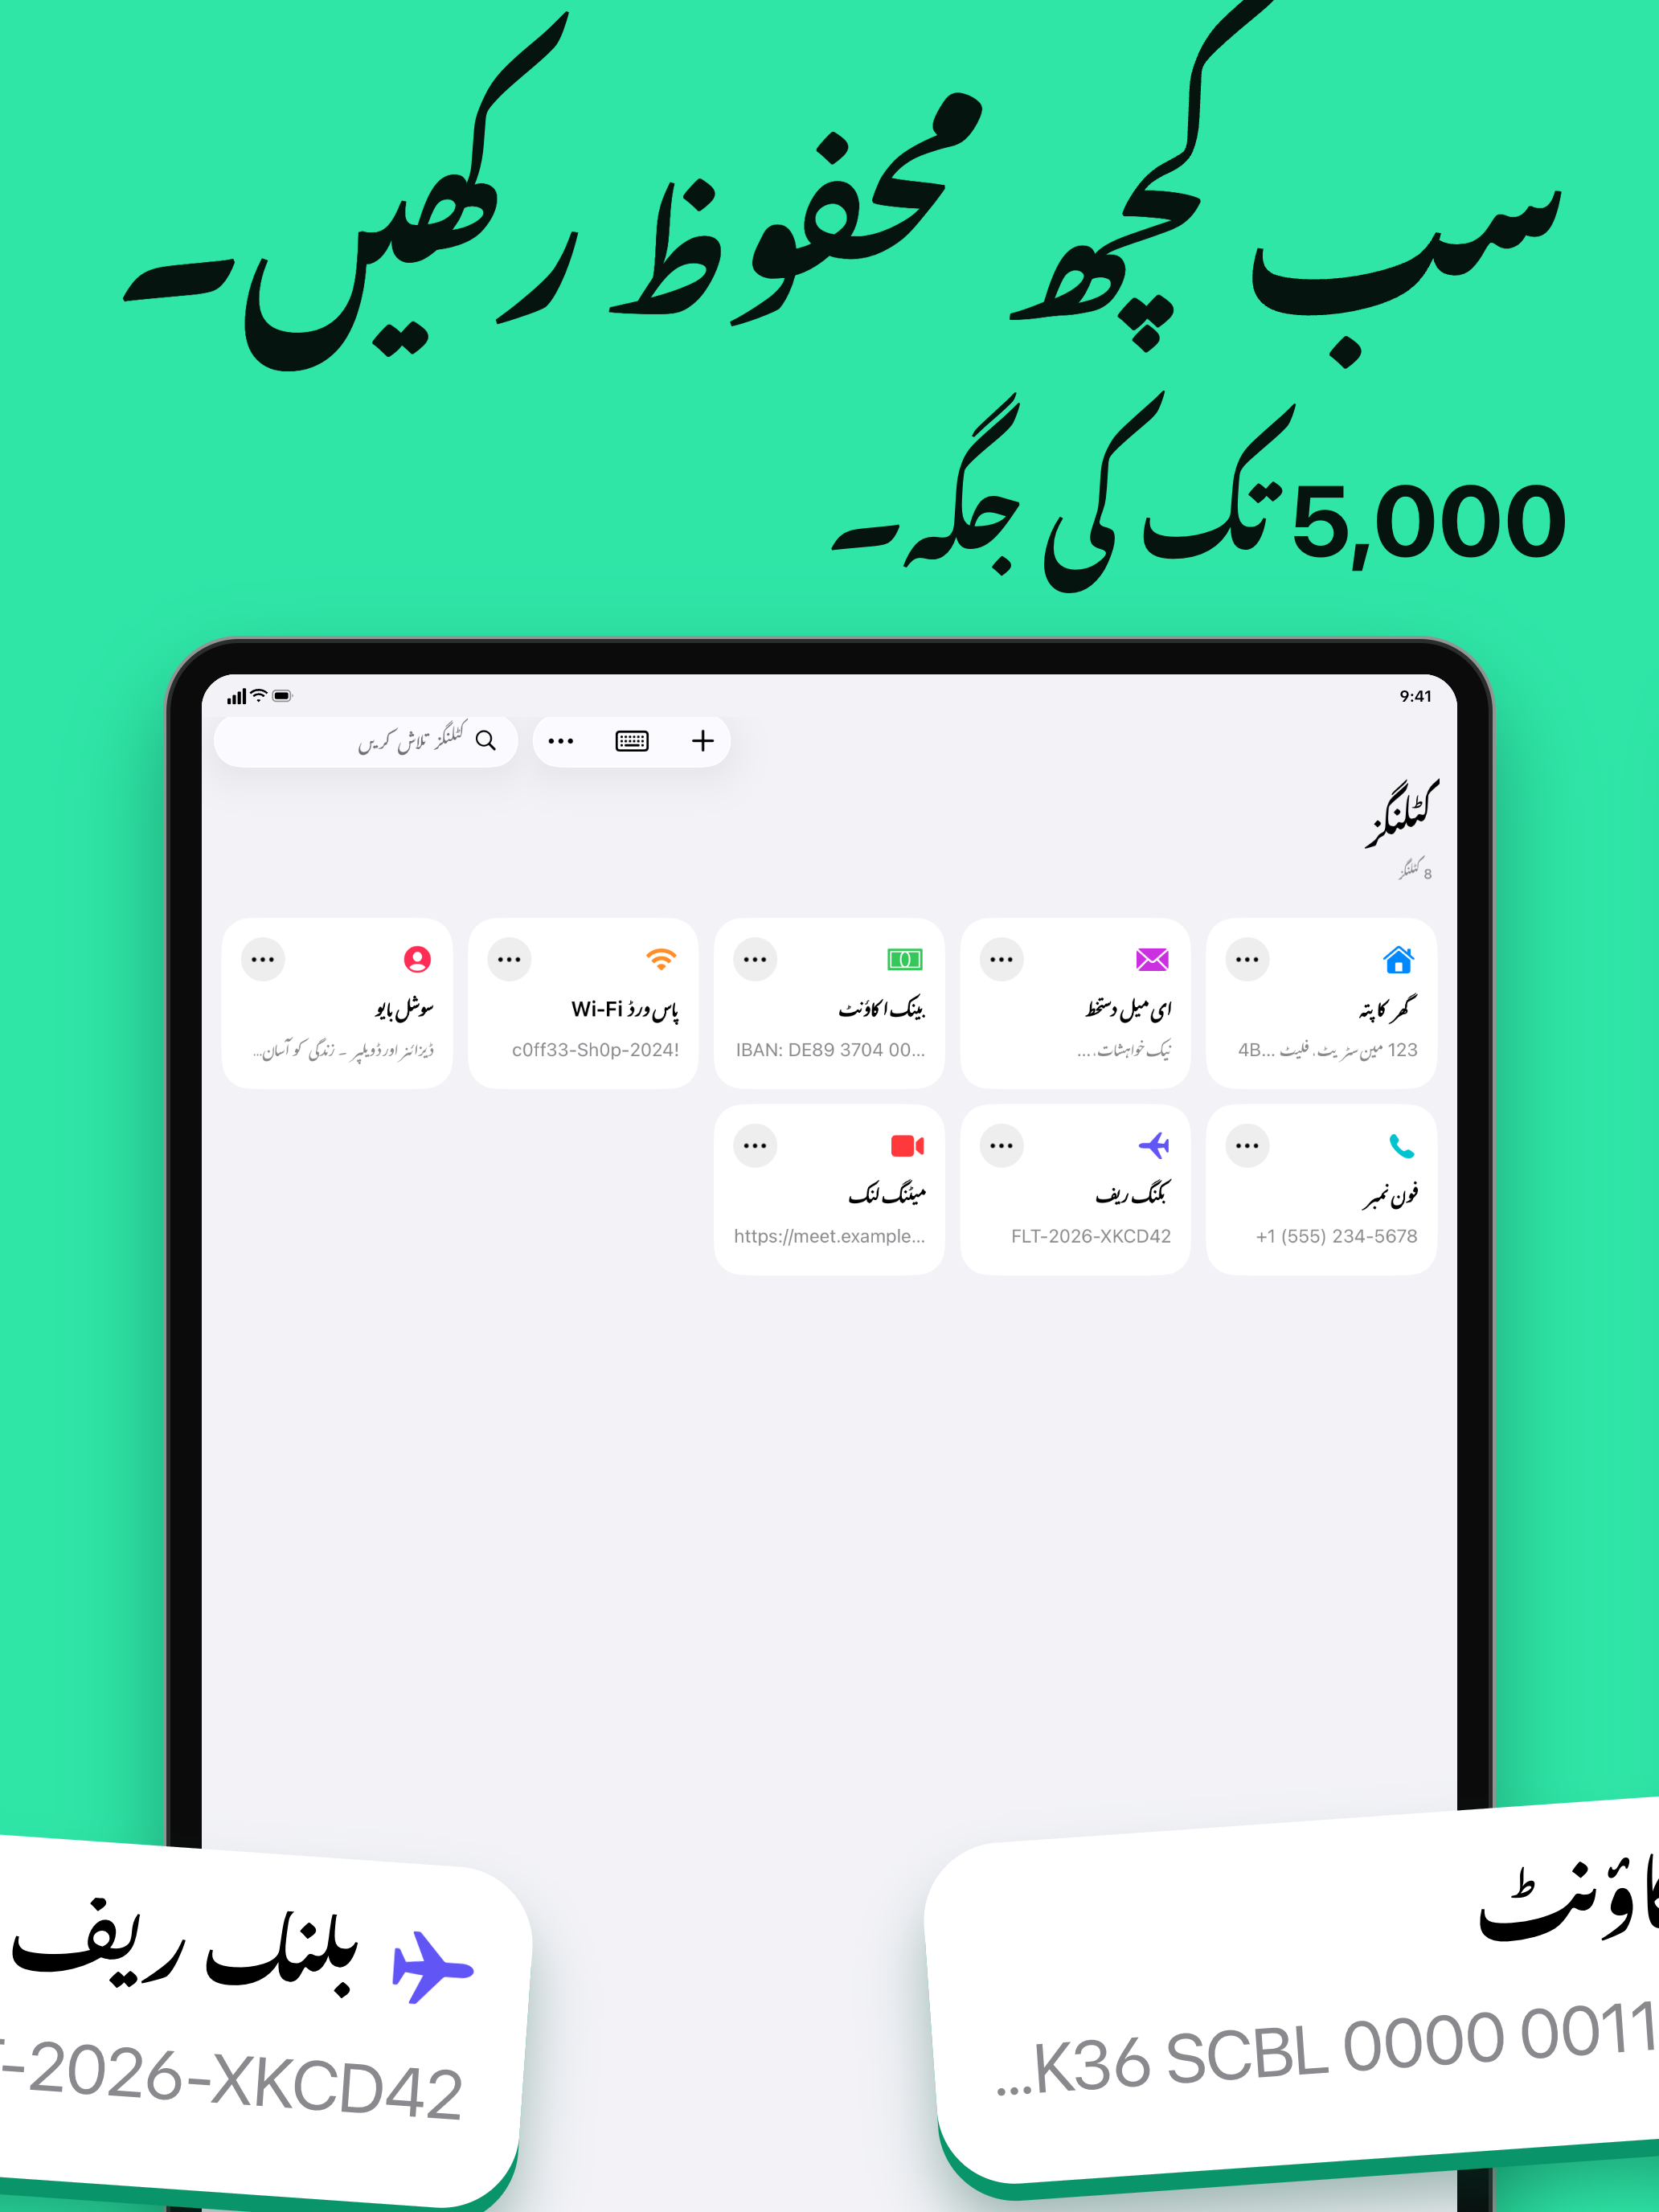 سب کچھ محفوظ رکھیں۔
5,000 تک کی جگہ۔
9:41
کٹلنگز تلاش کریں
کٹلنگز
8 کٹلنگز
گھر کا پتہ
123 مین سٹریٹ، فلیٹ 4B...
ای میل دستخط
نیک خواہشات،...
بینک اکاؤنٹ
IBAN: DE89 3704 00...
پاس ورڈ Wi-Fi
c0ff33-Sh0p-2024!
سوشل بایو
ڈیزائنر اور ڈویلپر ۔ زندگی کو آسان...
فون نمبر
+1 (555) 234-5678
بکنگ ریف
FLT-2026-XKCD42
میٹنگ لنک
https://meet.example...
کاؤنٹ
...K36 SCBL 0000 0011
بلنک ریف
-2026-XKCD42